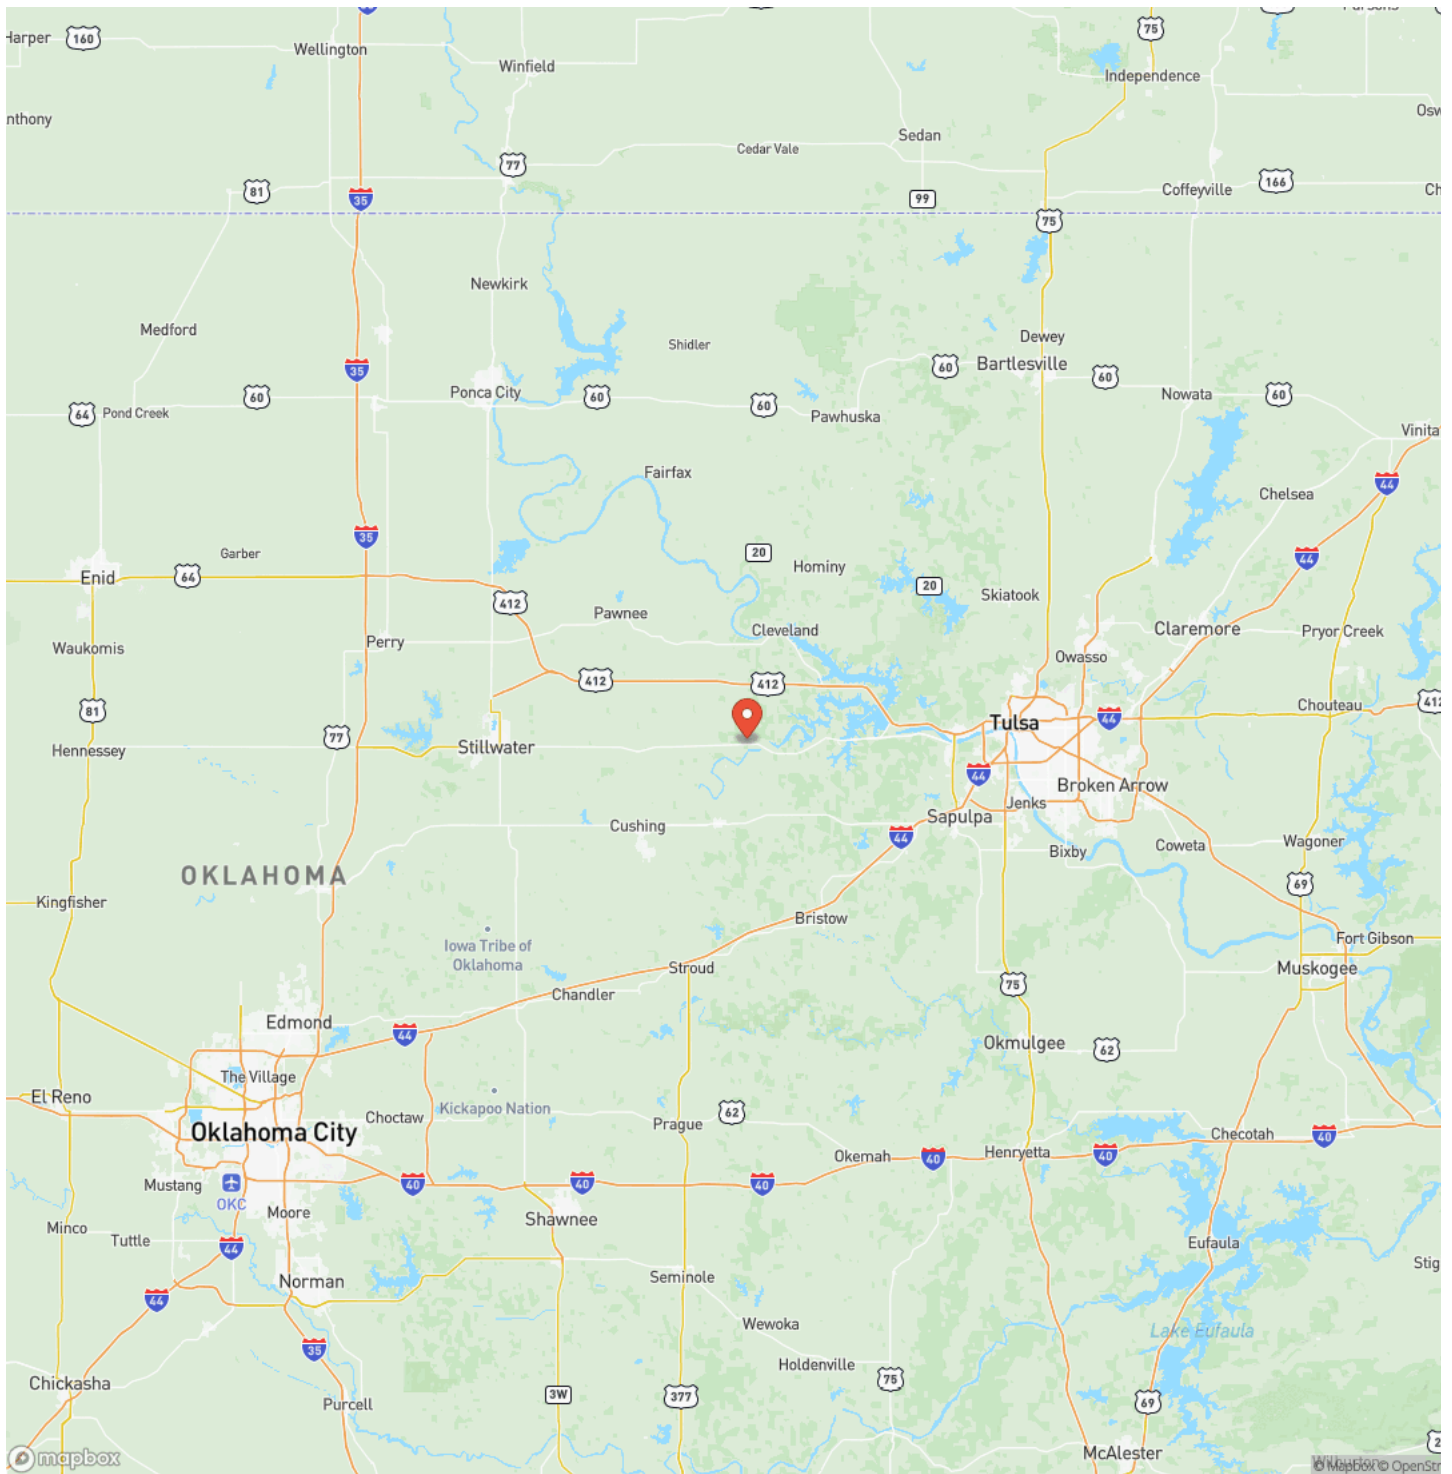 Parsons
Harper
160
Wellington
Winfield
75
Independence
nthony
Sedan
Osw
Cedar Vale
77
81
35
99
Coffeyville
166
Ch
75
Newkirk
Medford
Shidler
Dewey
35
60
Ponca City
60
60
60
Bartlesville
60
Nowata
60
64
Pond Creek
Pawhuska
Vinita
Fairfax
44
Chelsea
35
Garber
20
Hominy
44
Enid
64
412
20
Skiatook
Pawnee
Cleveland
Claremore
Pryor Creek
Waukomis
Perry
Owasso
412
412
81
Chouteau
412
Tulsa
44
Hennessey
77
Stillwater
44
Broken Arrow
Jenks
Sapulpa
Cushing
44
Bixby
Coweta
Wagoner
OKLAHOMA
69
Kingfisher
Bristow
Iowa Tribe of
Oklahoma
Fort Gibson
Stroud
Muskogee
Chandler
75
Edmond
44
Okmulgee
62
The Village
El Reno
Choctaw
Kickapoo Nation
62
Prague
Oklahoma City
Checotah
40
Okemah
40
Henryetta
40
Mustang
OKC
40
40
40
Moore
Shawnee
Minco
Tuttle
44
Eufaula
Stig
Norman
Seminole
44
Wewoka
Lake Eufaula
35
Holdenville
Chickasha
3W
377
75
Purcell
69
McAlester
2
mapbox
Wilburton
© Mapbox © OpenStr